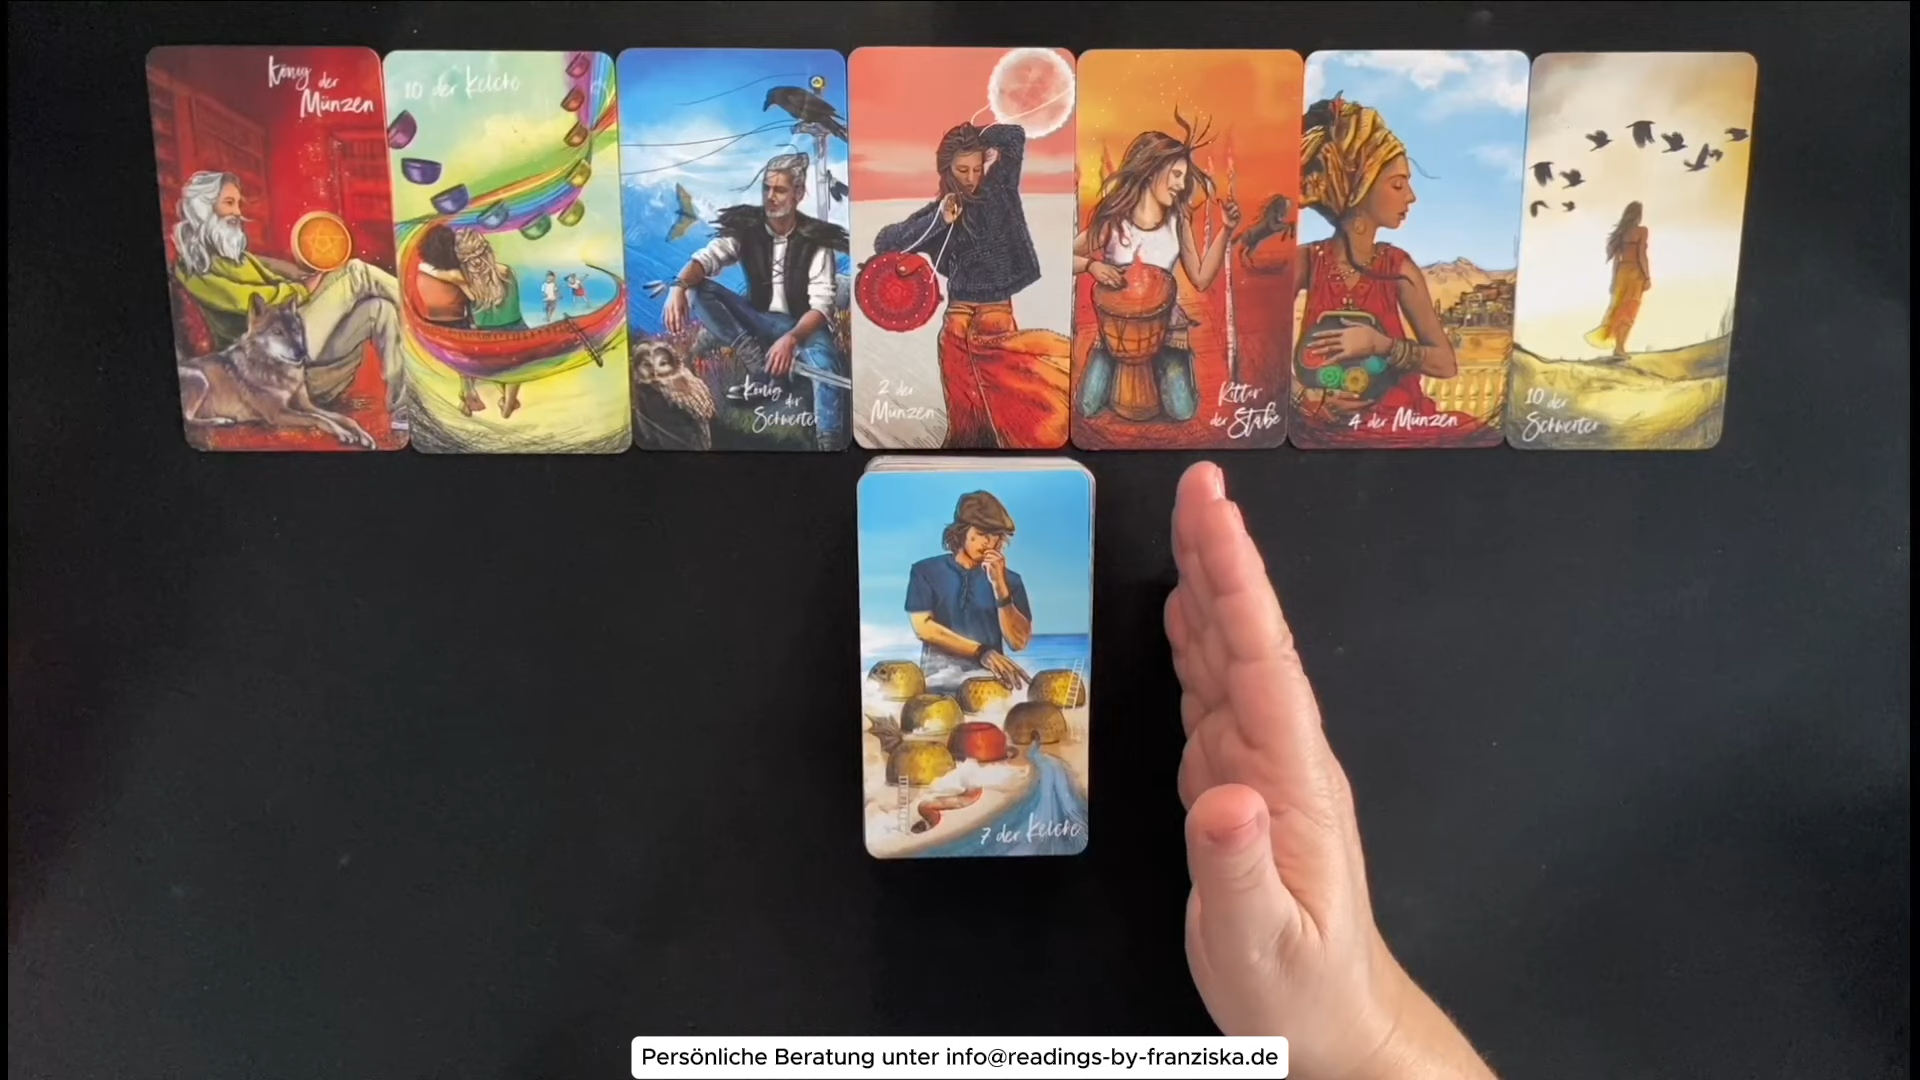 König
der
Münzen
10 der Kelche
König
der
Schwerter
2 der
Münzen
Ritter
der Stäbe
4 der Münzen
10 der
Schwerter
7 der Kelche
Persönliche Beratung unter info@readings-by-franziska.de